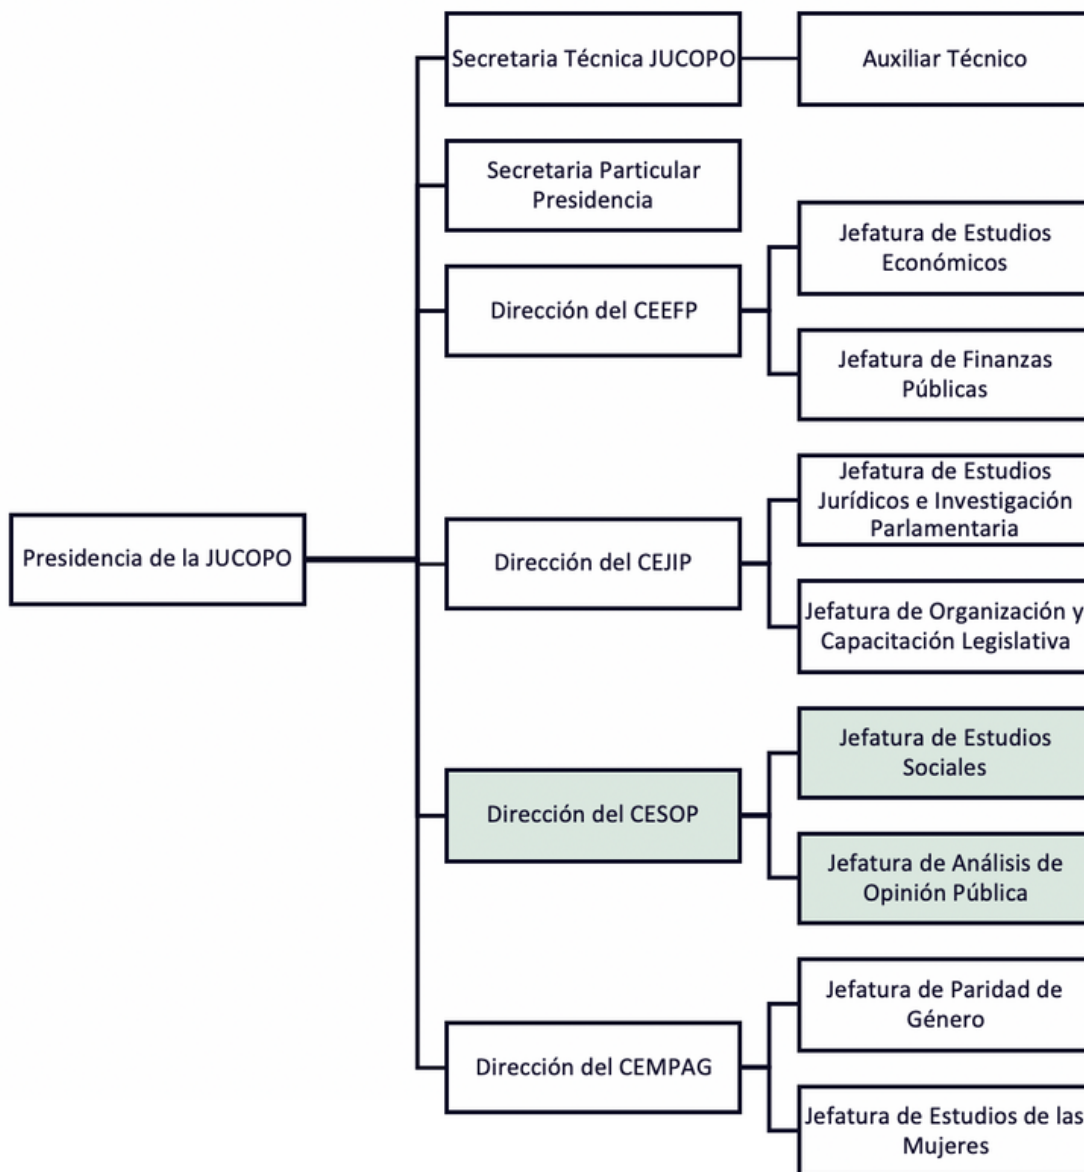 Secretaria Técnica JUCOPO
Auxiliar Técnico
Secretaria Particular
Presidencia
Jefatura de Estudios
Económicos
Dirección del CEEFP
Jefatura de Finanzas
Públicas
Jefatura de Estudios
Jurídicos e Investigación
Parlamentaria
Presidencia de la JUCOPO
Dirección del CEJIP
Jefatura de Organización y
Capacitación Legislativa
Jefatura de Estudios
Sociales
Dirección del CESOP
Jefatura de Análisis de
Opinión Pública
Jefatura de Paridad de
Género
Dirección del CEMPAG
Jefatura de Estudios de las
Mujeres